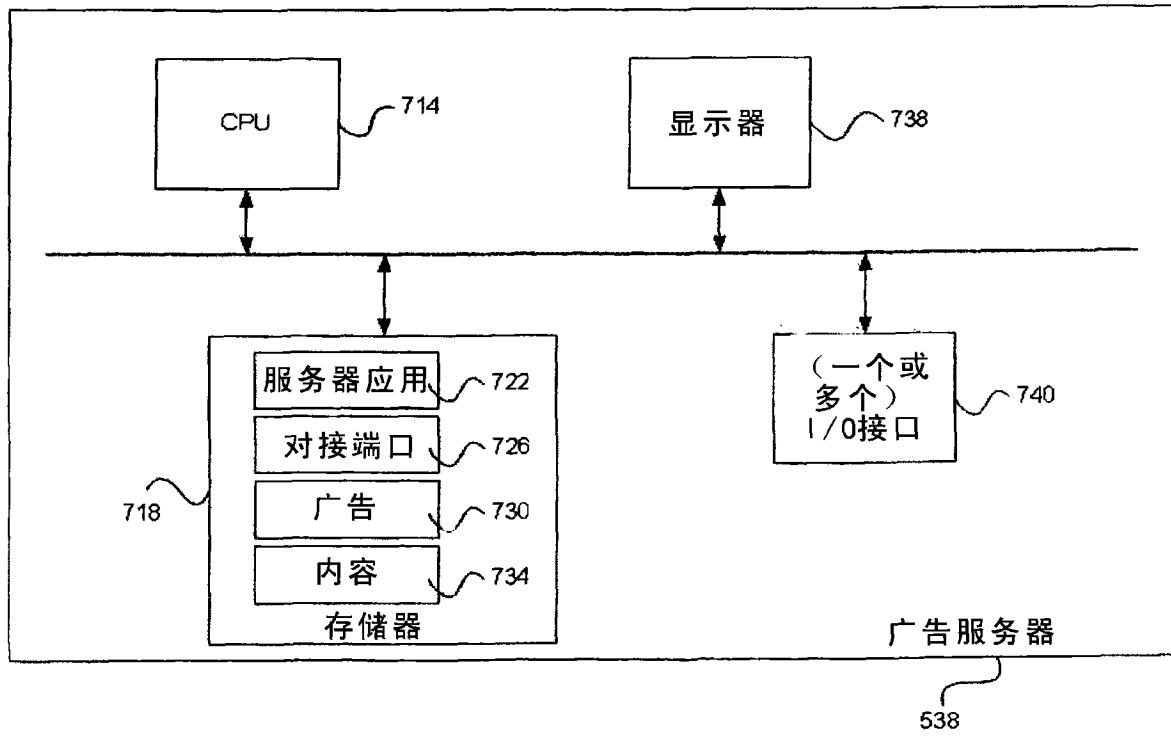 CPU
714
显示器
738
服务器应用
722
对接端口
726
广告
730
内容
734
存储器
718
（一个或
多个）
I/O接口
740
广告服务器
538